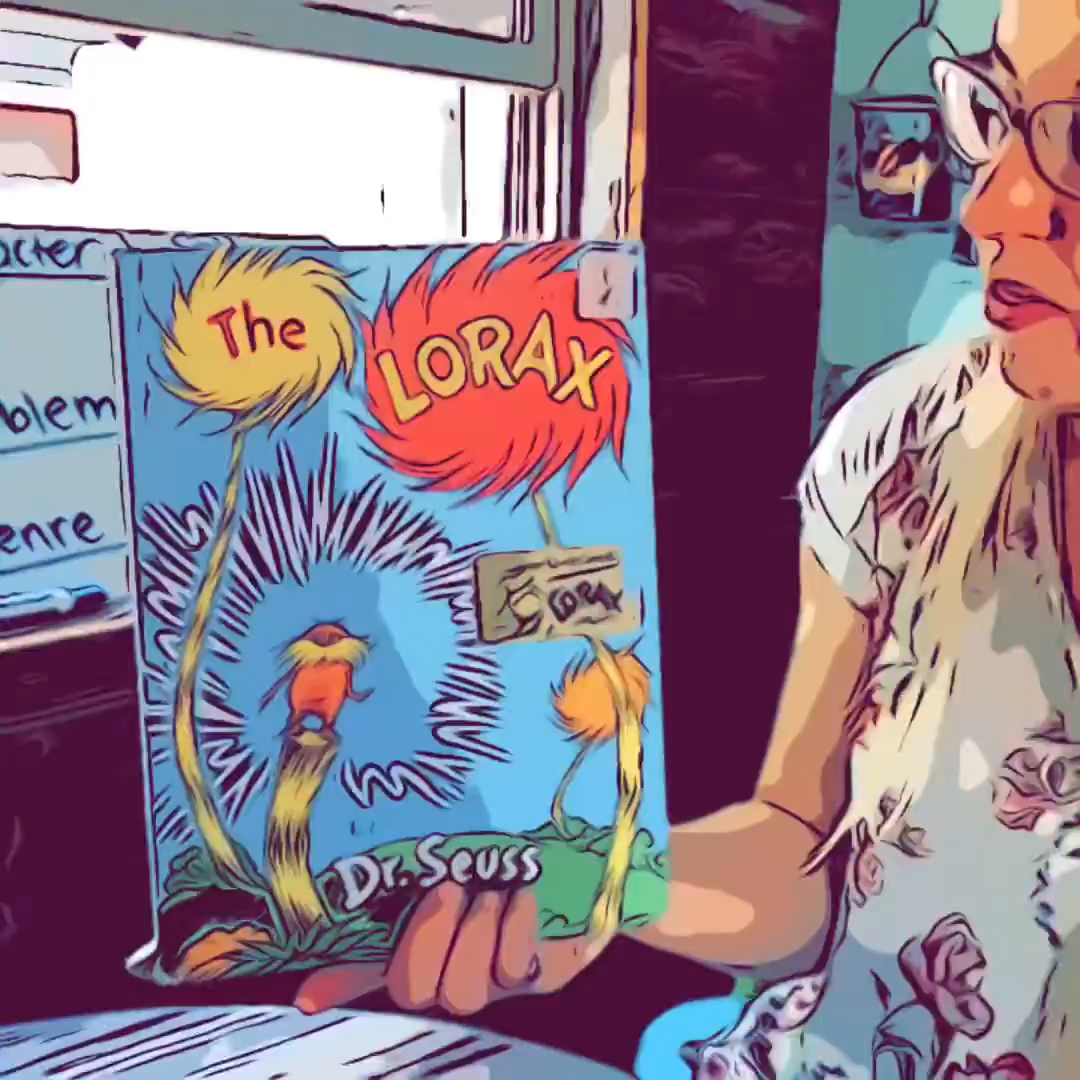 The
LORAX
LORAX
Dr. Seuss
acter
blem
enre